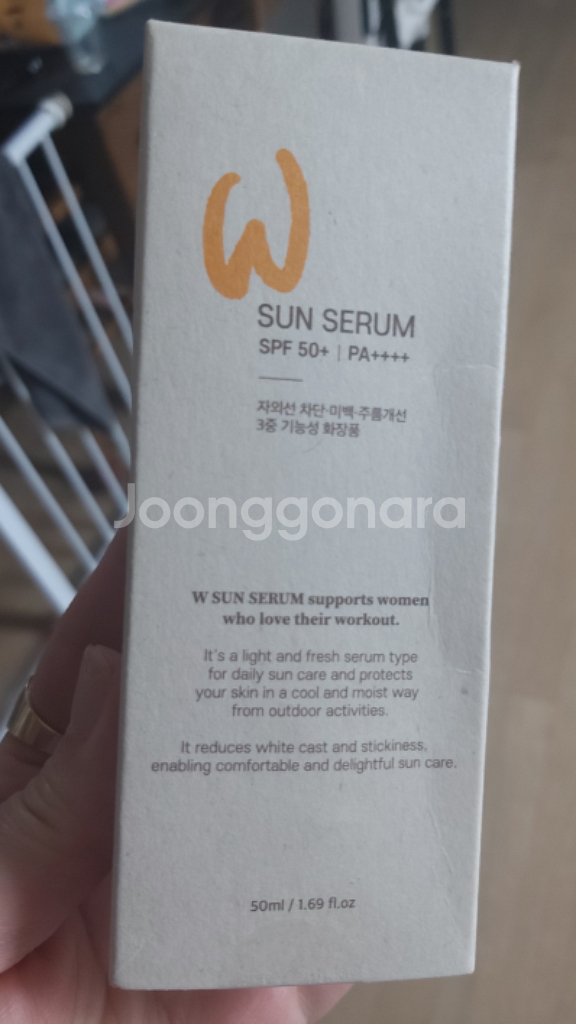 W
SUN SERUM
SPF 50+ | PA++++
자외선 차단·미백·주름개선
3중 기능성 화장품
Joonggonara
W SUN SERUM supports women
who love their workout.
It's a light and fresh serum type
for daily sun care and protects
your skin in a cool and moist way
from outdoor activities.
It reduces white cast and stickiness,
enabling comfortable and delightful sun care.
50ml / 1.69 fl.oz